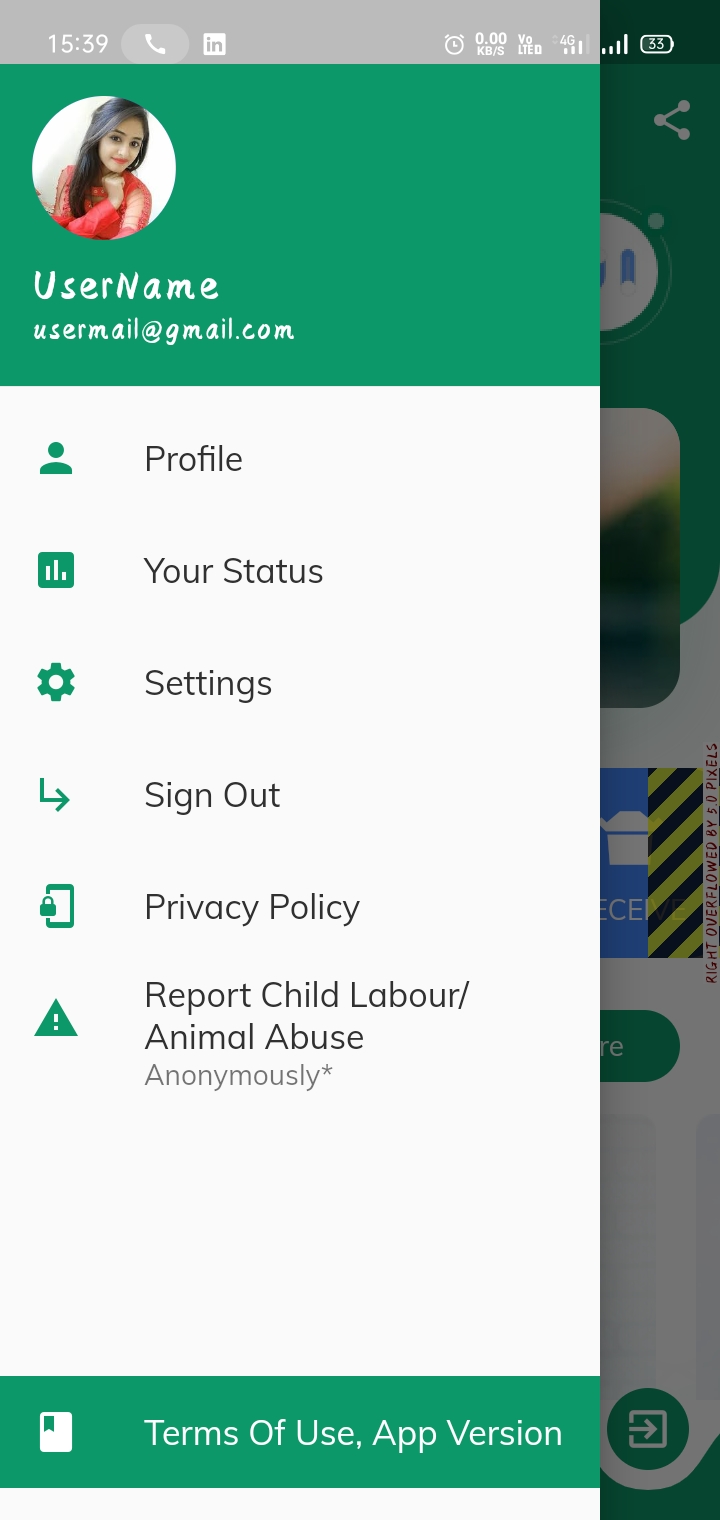 15:39
0.00
KB/S
Vo
LTED
4G
33
UserName
usermail@gmail.com
Profile
Your Status
Settings
Sign Out
Privacy Policy
Report Child Labour/
Animal Abuse
Anonymously*
Terms Of Use, App Version
RIGHT OVERFLOWED BY 5.0 PIXELS
ECEIVE
re